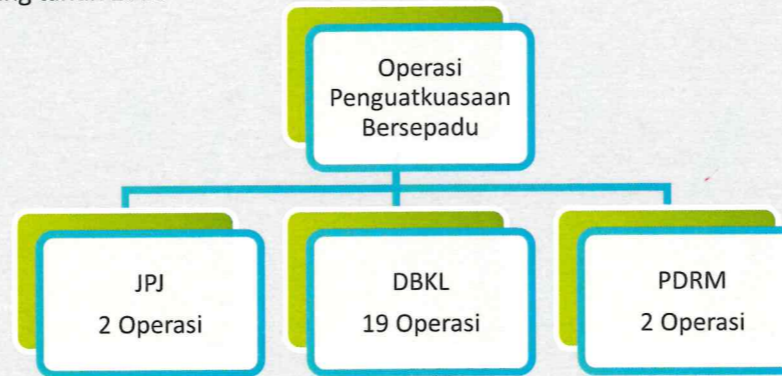 Operasi
Penguatkuasaan
Bersepadu
JPJ
2 Operasi
DBKL
19 Operasi
PDRM
2 Operasi